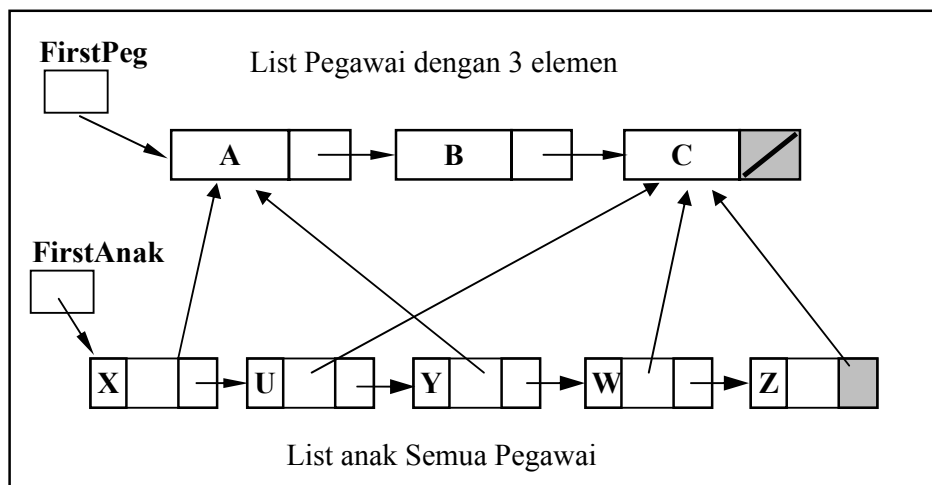 FirstPeg
List Pegawai dengan 3 elemen
A B C
FirstAnak
X U Y W Z
List anak Semua Pegawai